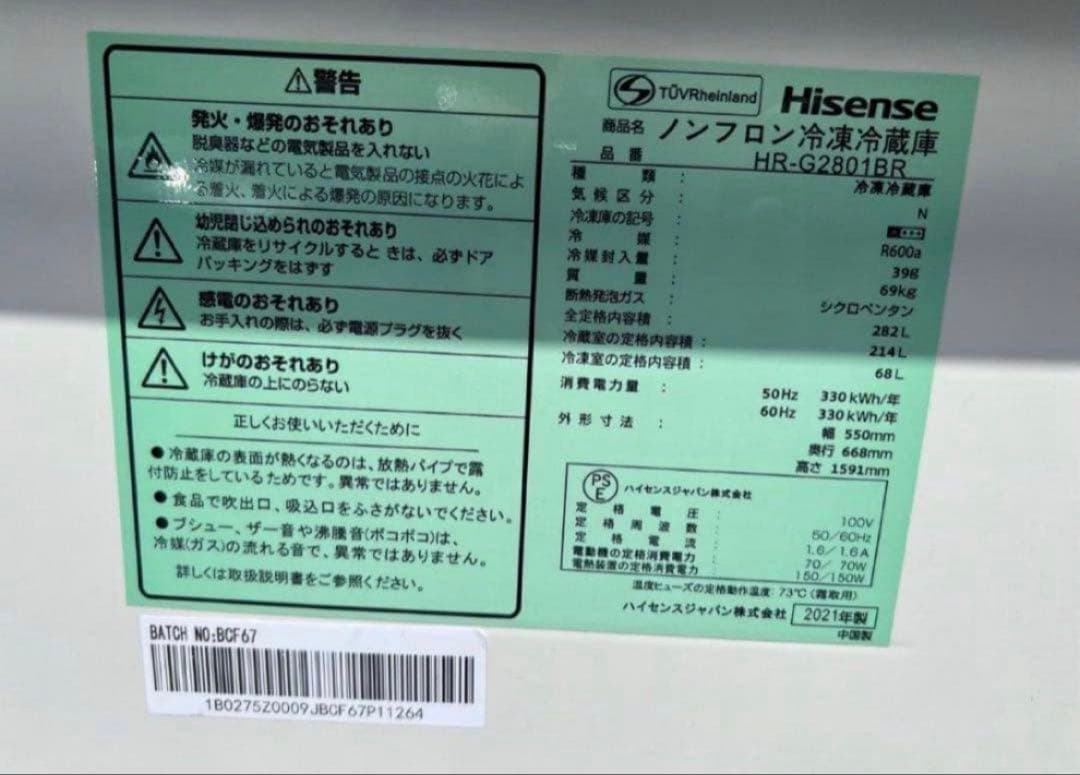 ⚠警告
発火・爆発のおそれあり
脱臭器などの電気製品を入れない
冷媒が漏れていると電気製品の接点の火花によ
る着火、着火による爆発の原因になります。
幼児閉じ込められのおそれあり
冷蔵庫をリサイクルすると きは、必ずドア
パッキングをはずす
感電のおそれあり
お手入れの際は、必ず電源プラグを抜く
けがのおそれあり
冷蔵庫の上にのらない
正しくお使いいただくために
●冷蔵庫の表面が熱くなるのは、放熱パイプで露
付防止をしているためです。異常ではありません。
●食品で吹出口、吸込口をふさがないでください。
●ブシュー、ザー音や沸騰音(ボコボコ)は、
冷媒(ガス)の流れる音で、異常ではありません。
詳しくは取扱説明書をご参照ください。
TÜVRheinland Hisense
商品名 ノンフロン冷凍冷蔵庫
品番 HR-G2801BR
種類 : 冷凍冷蔵庫
気候区分 : N
冷凍庫の記号 :
冷媒 : R600a
冷媒封入量 : 39g
質量 : 69kg
断熱発泡ガス : シクロペンタン
全定格内容積 : 282L
冷蔵室の定格内容積 : 214L
冷凍室の定格内容積 : 68L
消費電力量 : 50Hz 330kWh/年
60Hz 330kWh/年
外形寸法 : 幅 550mm
奥行 668mm
高さ 1591mm
PSE ハイセンスジャパン株式会社
定格電圧 : 100V
定格周波数 : 50/60Hz
定格電流 : 1.6/1.6A
電動機の定格消費電力 : 70/ 70W
電熱装置の定格消費電力 : 150/150W
温度ヒューズの定格動作温度: 73℃(霜取用)
ハイセンスジャパン株式会社 2021年製
中国製
BATCH NO:BCF67
1B0275Z0009JBCF67P11264